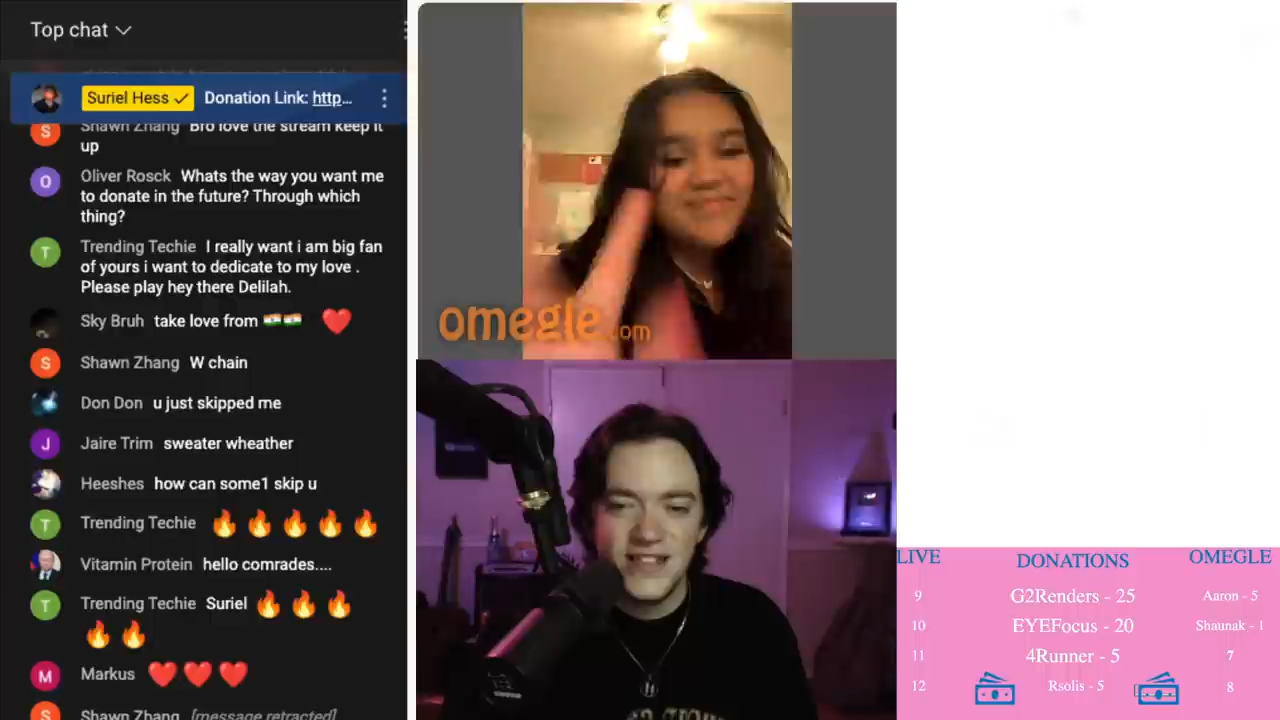 Top chat
Suriel Hess Donation Link: http...
Shawn Zhang Bro love the stream keep it
up
Oliver Rosck Whats the way you want me
to donate in the future? Through which
thing?
Trending Techie I really want i am big fan
of yours i want to dedicate to my love .
Please play hey there Delilah.
Sky Bruh take love from 🇮🇳🇮🇳 ❤️
Shawn Zhang W chain
Don Don u just skipped me
Jaire Trim sweater wheather
Heeshes how can some1 skip u
Trending Techie 🔥🔥🔥🔥🔥
Vitamin Protein hello comrades....
Trending Techie Suriel 🔥🔥🔥
🔥🔥
Markus ❤️❤️❤️
Shawn Zhang [message retracted]
omegle.com
LIVE DONATIONS OMEGLE
9 G2Renders - 25 Aaron - 5
10 EYEFocus - 20 Shaunak - 1
11 4Runner - 5 7
12 Rsolis - 5 8